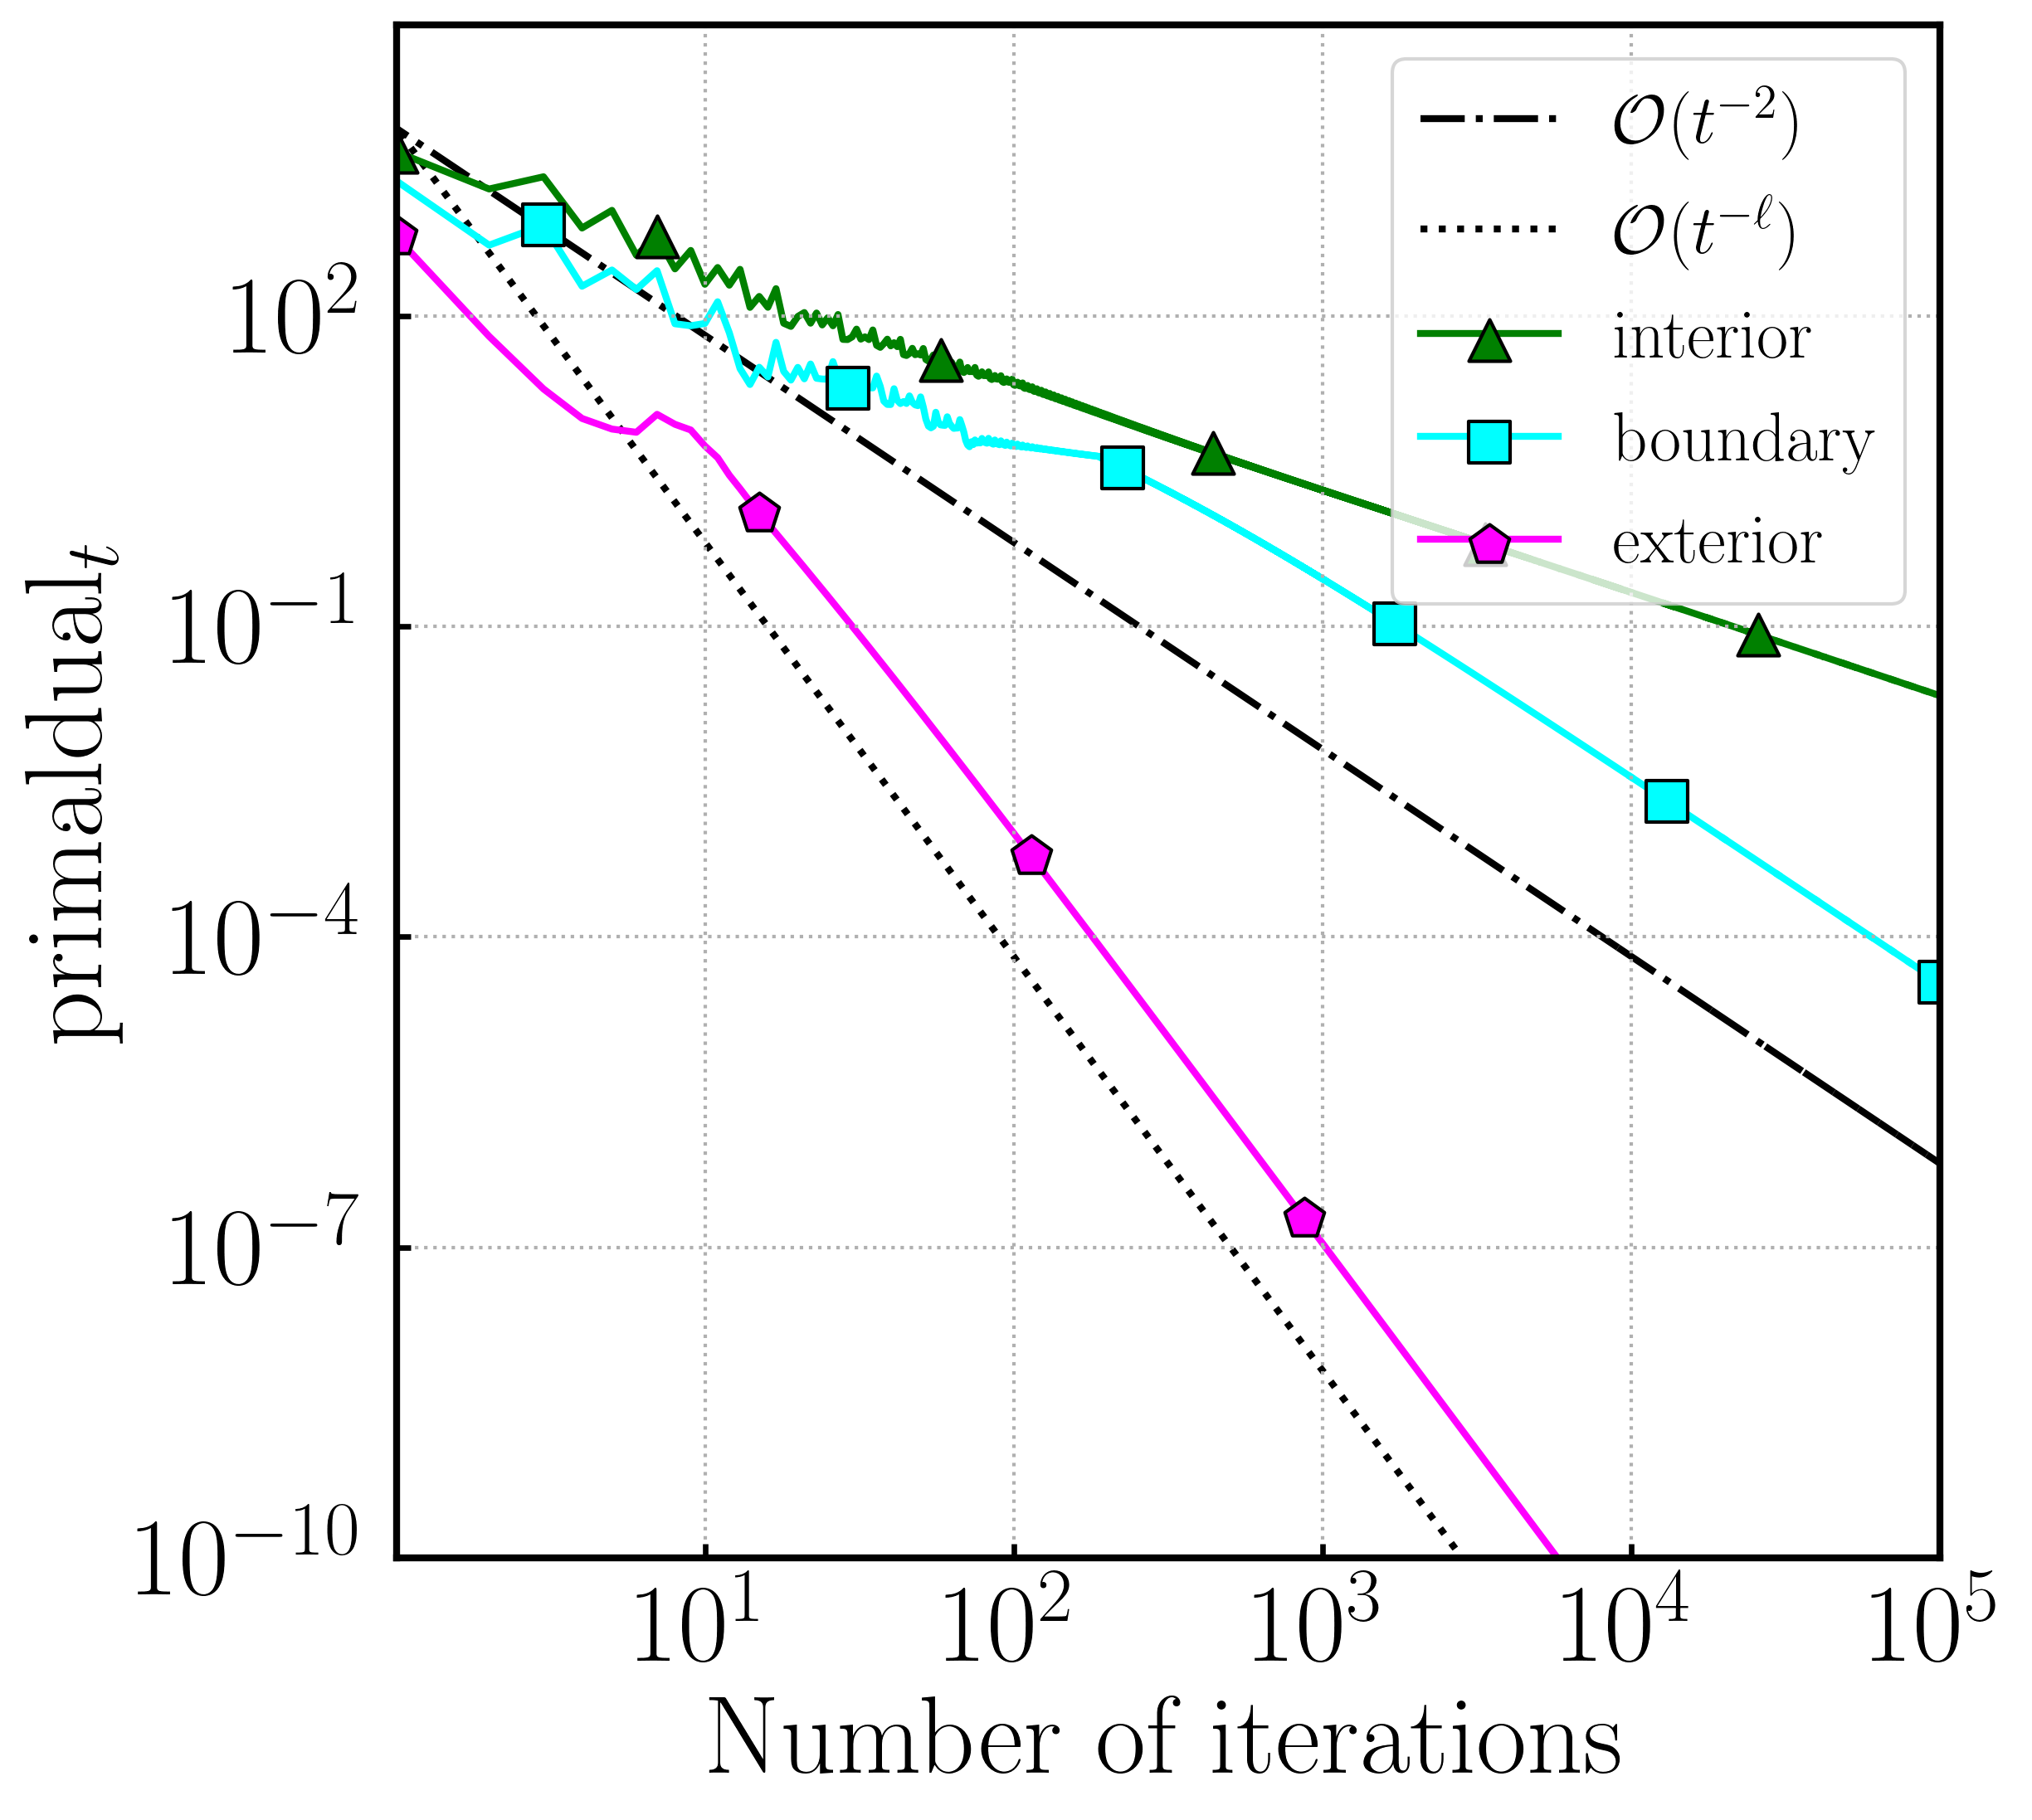 primaldual_t
10^2
10^{-1}
10^{-4}
10^{-7}
10^{-10}
𝒪(t^{-2})
𝒪(t^{-ℓ})
interior
boundary
exterior
10^1 10^2 10^3 10^4 10^5
Number of iterations